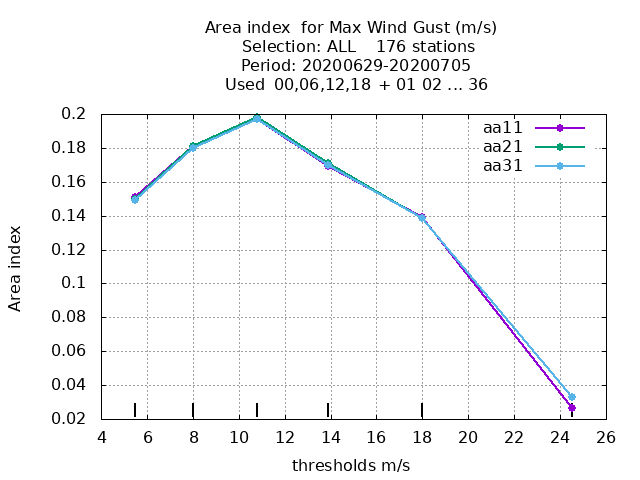 Area index  for Max Wind Gust (m/s)
Selection: ALL    176 stations
Period: 20200629-20200705
Used  00,06,12,18 + 01 02 ... 36
aa11
aa21
aa31
0.2
0.18
0.16
0.14
0.12
0.1
0.08
0.06
0.04
0.02
Area index
4 6 8 10 12 14 16 18 20 22 24 26
thresholds m/s